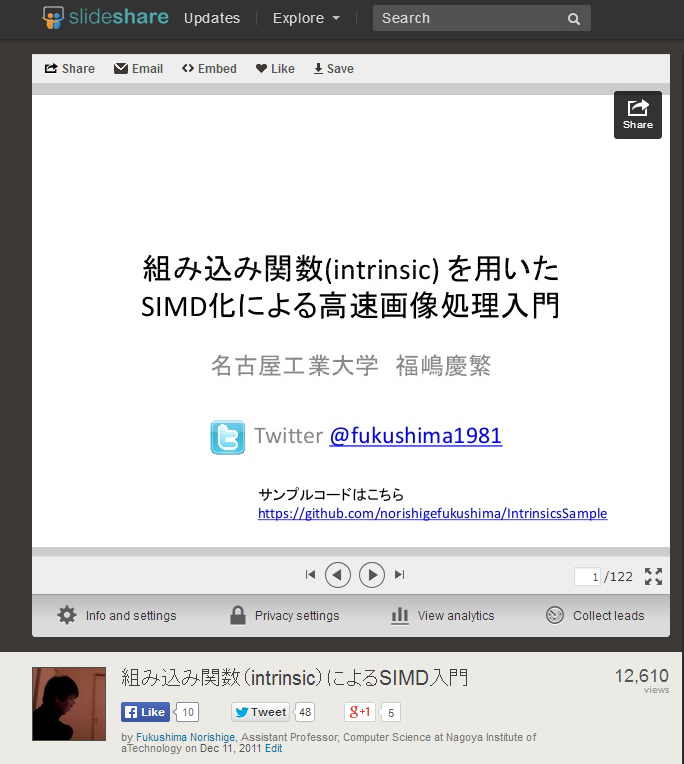 slideshare Updates Explore Search
Share Email Embed Like Save
Share
組み込み関数(intrinsic) を用いた
SIMD化による高速画像処理入門
名古屋工業大学 福嶋慶繁
Twitter @fukushima1981
サンプルコードはこちら
https://github.com/norishigefukushima/IntrinsicsSample
1 /122
Info and settings Privacy settings View analytics Collect leads
組み込み関数(intrinsic)によるSIMD入門 12,610
views
Like 10 Tweet 48 +1 5
by Fukushima Norishige, Assistant Professor, Computer Science at Nagoya Institute of
aTechnology on Dec 11, 2011 Edit